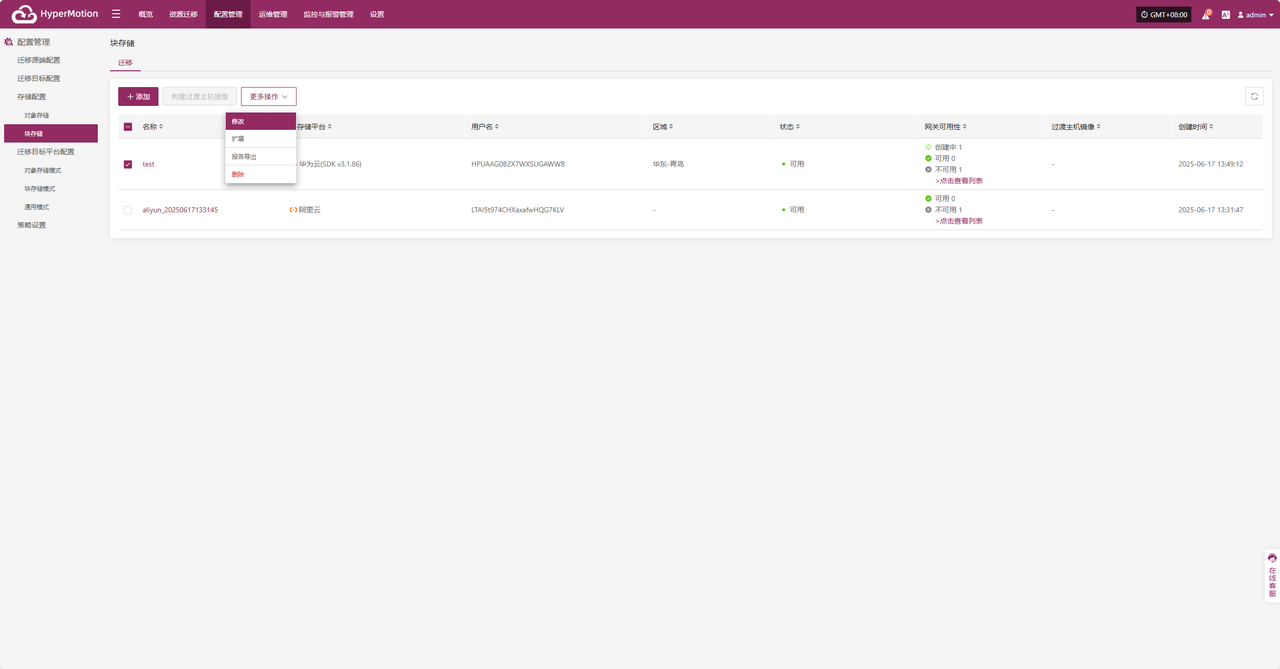 HyperMotion
概览
资源迁移
配置管理
运维管理
监控与报警管理
设置
GMT+08:00
0
admin
配置管理
迁移源端配置
迁移目标配置
存储配置
对象存储
块存储
迁移目标平台配置
对象存储模式
块存储模式
通用模式
策略设置
块存储
迁移
添加
构建过渡主机镜像
更多操作
修改
扩展
报告导出
删除
名称
存储平台
用户名
区域
状态
网关可用性
过渡主机镜像
创建时间
test
华为云(SDK v3.1.86)
HPUAAG0B2X7WXSUGAWWB
华东-青岛
可用
创建中 1
可用 0
不可用 1
>点击查看列表
-
2025-06-17 13:49:12
aliyun_20250617133145
阿里云
LTAI5t974CHXaxafwHQG7KLV
-
可用
可用 0
不可用 1
>点击查看列表
-
2025-06-17 13:31:47
在线客服